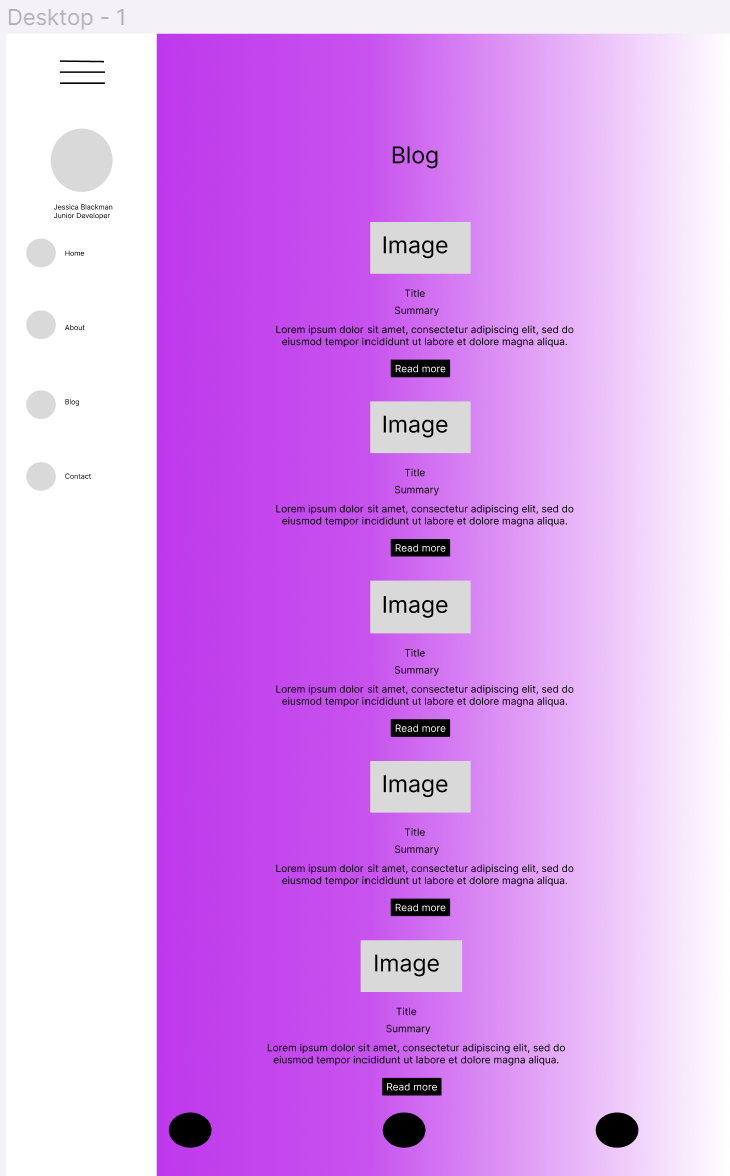 Desktop - 1
Jessica Blackman
Junior Developer
Home
About
Blog
Contact
Blog
Image
Title
Summary
Lorem ipsum dolor sit amet, consectetur adipiscing elit, sed do
eiusmod tempor incididunt ut labore et dolore magna aliqua.
Read more
Image
Title
Summary
Lorem ipsum dolor sit amet, consectetur adipiscing elit, sed do
eiusmod tempor incididunt ut labore et dolore magna aliqua.
Read more
Image
Title
Summary
Lorem ipsum dolor sit amet, consectetur adipiscing elit, sed do
eiusmod tempor incididunt ut labore et dolore magna aliqua.
Read more
Image
Title
Summary
Lorem ipsum dolor sit amet, consectetur adipiscing elit, sed do
eiusmod tempor incididunt ut labore et dolore magna aliqua.
Read more
Image
Title
Summary
Lorem ipsum dolor sit amet, consectetur adipiscing elit, sed do
eiusmod tempor incididunt ut labore et dolore magna aliqua.
Read more